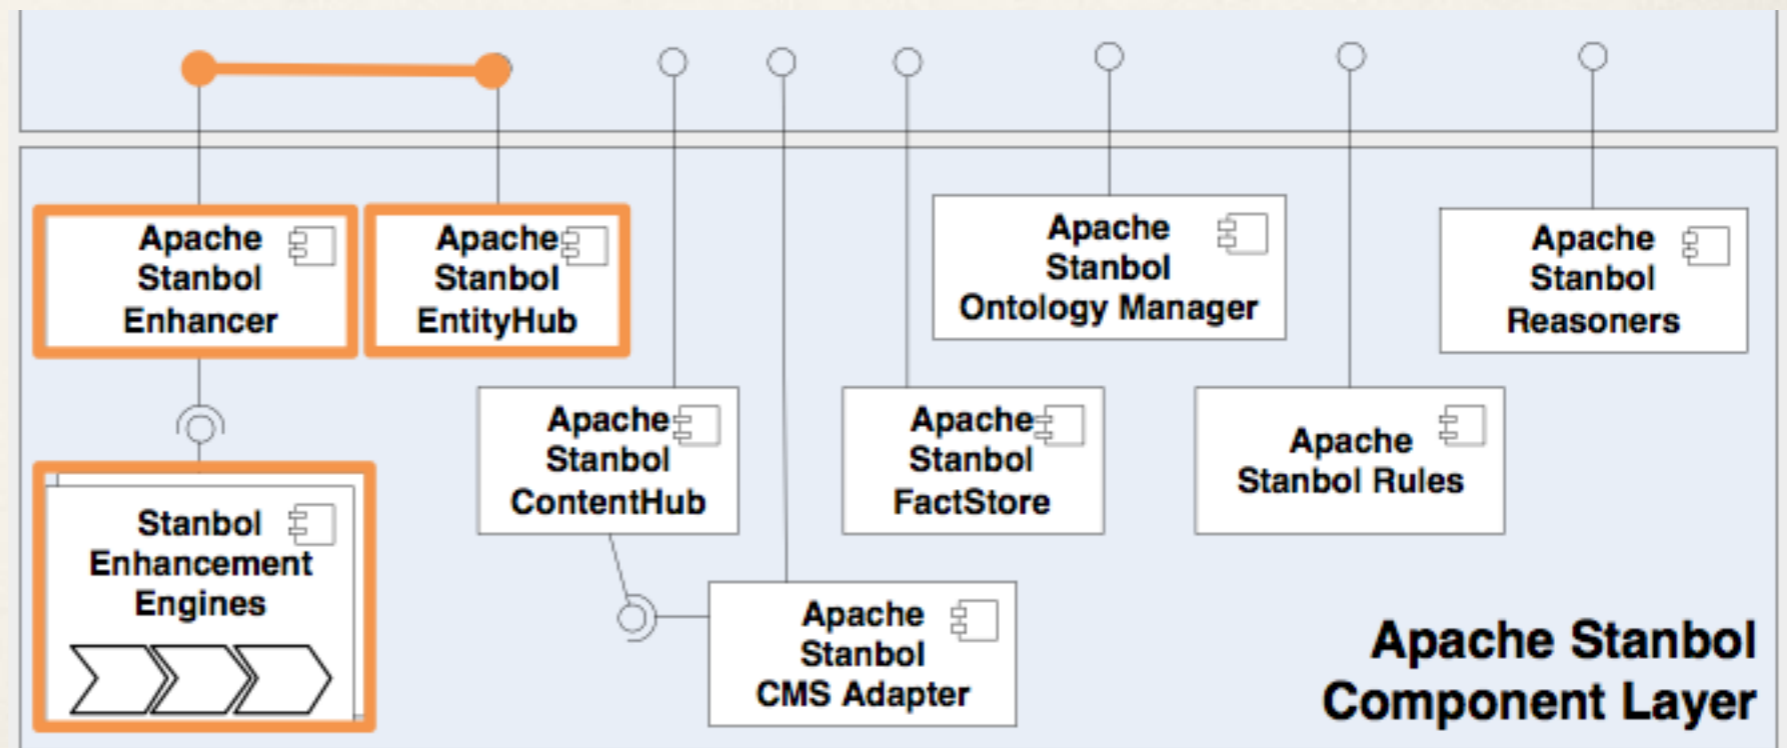 Apache
Stanbol
Enhancer
Apache
Stanbol
EntityHub
Apache
Stanbol
Ontology Manager
Apache
Stanbol
Reasoners
Apache
Stanbol
ContentHub
Apache
Stanbol
FactStore
Apache
Stanbol Rules
Stanbol
Enhancement
Engines
Apache
Stanbol
CMS Adapter
Apache Stanbol
Component Layer